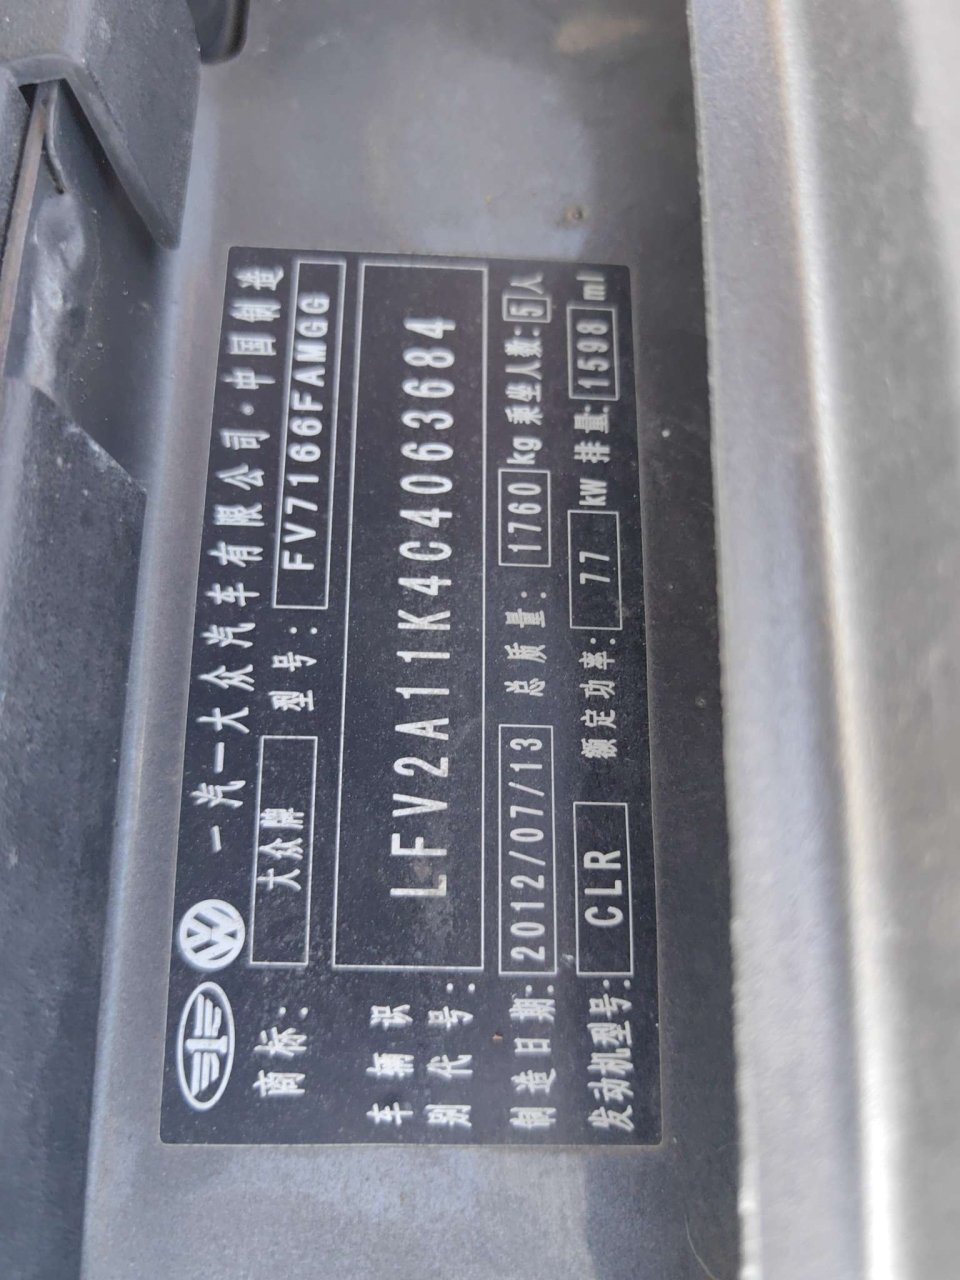 一汽一大众汽车有限公司·中国制造
商标: 大众牌 型号: FV7166FAMGG
车辆识别代号: LFV2A11K4C4063684
制造日期: 2012/07/13 总质量: 1760 kg 乘坐人数: 5 人
发动机型号: CLR 额定功率: 77 kW 排量: 1598 ml